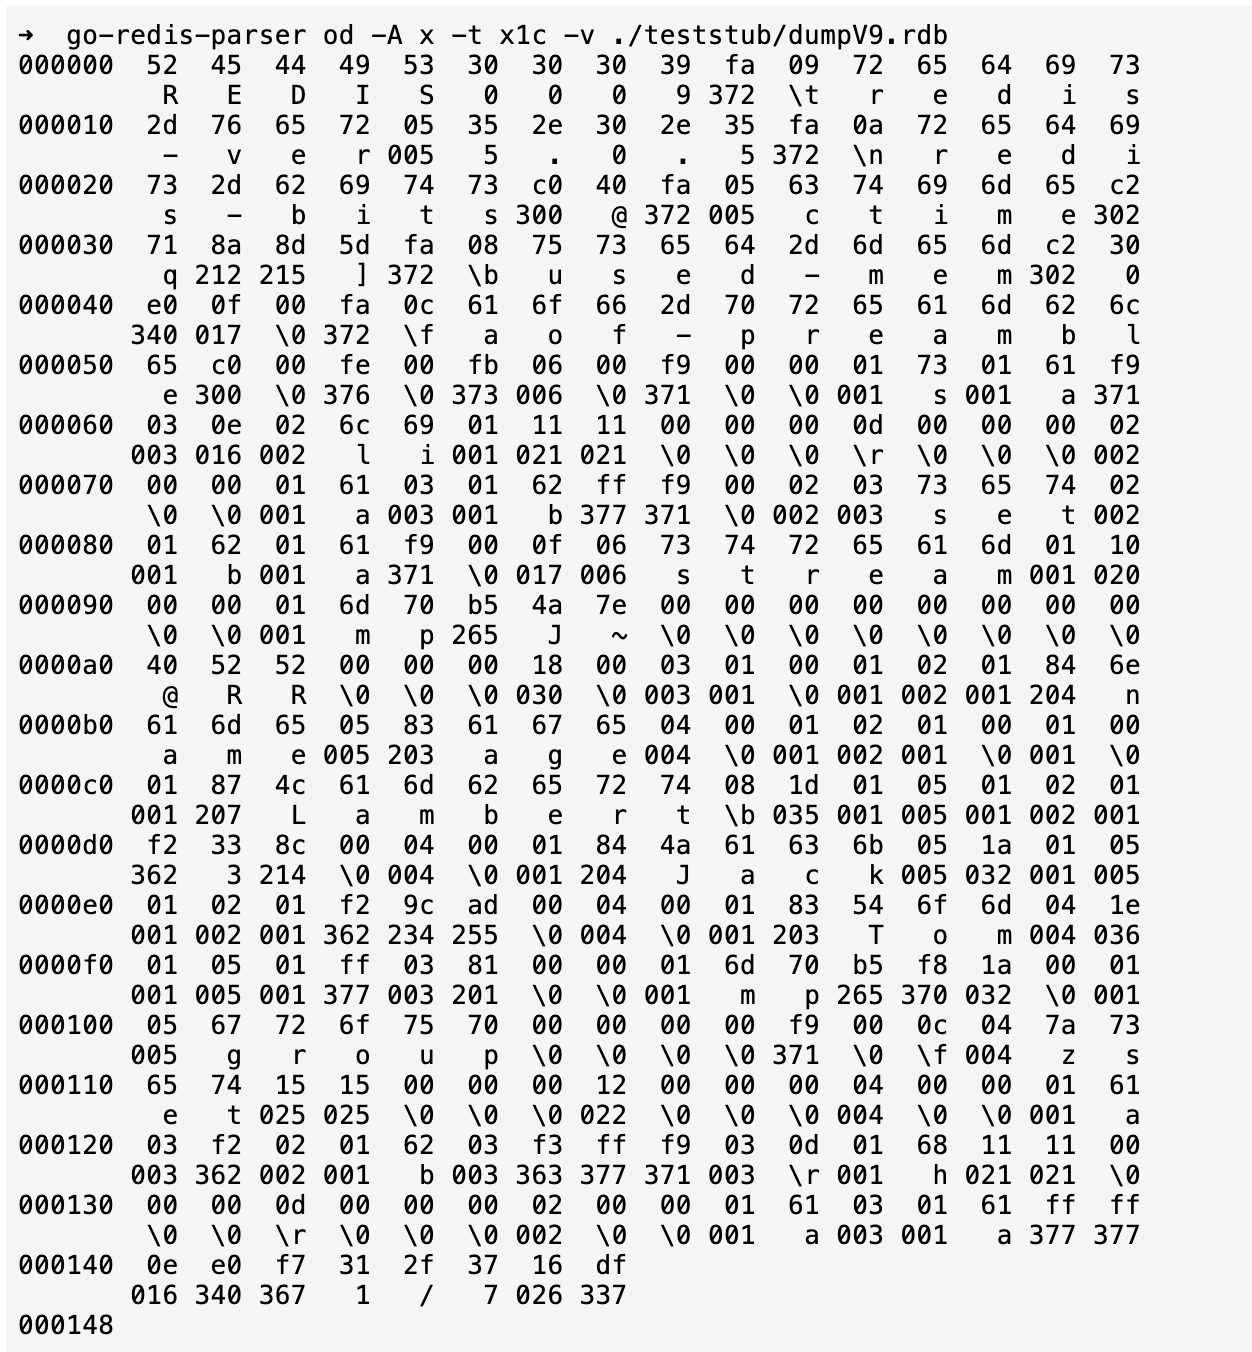 →  go-redis-parser od -A x -t x1c -v ./teststub/dumpV9.rdb
000000  52  45  44  49  53  30  30  30  39  fa  09  72  65  64  69  73
         R   E   D   I   S   0   0   0   9 372  \t   r   e   d   i   s
000010  2d  76  65  72  05  35  2e  30  2e  35  fa  0a  72  65  64  69
         -   v   e   r 005   5   .   0   .   5 372  \n   r   e   d   i
000020  73  2d  62  69  74  73  c0  40  fa  05  63  74  69  6d  65  c2
         s   -   b   i   t   s 300   @ 372 005   c   t   i   m   e 302
000030  71  8a  8d  5d  fa  08  75  73  65  64  2d  6d  65  6d  c2  30
         q 212 215   ] 372  \b   u   s   e   d   -   m   e   m 302   0
000040  e0  0f  00  fa  0c  61  6f  66  2d  70  72  65  61  6d  62  6c
       340 017  \0 372  \f   a   o   f   -   p   r   e   a   m   b   l
000050  65  c0  00  fe  00  fb  06  00  f9  00  00  01  73  01  61  f9
         e 300  \0 376  \0 373 006  \0 371  \0  \0 001   s 001   a 371
000060  03  0e  02  6c  69  01  11  11  00  00  00  0d  00  00  00  02
       003 016 002   l   i 001 021 021  \0  \0  \0  \r  \0  \0  \0 002
000070  00  00  01  61  03  01  62  ff  f9  00  02  03  73  65  74  02
        \0  \0 001   a 003 001   b 377 371  \0 002 003   s   e   t 002
000080  01  62  01  61  f9  00  0f  06  73  74  72  65  61  6d  01  10
       001   b 001   a 371  \0 017 006   s   t   r   e   a   m 001 020
000090  00  00  01  6d  70  b5  4a  7e  00  00  00  00  00  00  00  00
        \0  \0 001   m   p 265   J   ~  \0  \0  \0  \0  \0  \0  \0  \0
0000a0  40  52  52  00  00  00  18  00  03  01  00  01  02  01  84  6e
         @   R   R  \0  \0  \0 030  \0 003 001  \0 001 002 001 204   n
0000b0  61  6d  65  05  83  61  67  65  04  00  01  02  01  00  01  00
         a   m   e 005 203   a   g   e 004  \0 001 002 001  \0 001  \0
0000c0  01  87  4c  61  6d  62  65  72  74  08  1d  01  05  01  02  01
       001 207   L   a   m   b   e   r   t  \b 035 001 005 001 002 001
0000d0  f2  33  8c  00  04  00  01  84  4a  61  63  6b  05  1a  01  05
       362   3 214  \0 004  \0 001 204   J   a   c   k 005 032 001 005
0000e0  01  02  01  f2  9c  ad  00  04  00  01  83  54  6f  6d  04  1e
       001 002 001 362 234 255  \0 004  \0 001 203   T   o   m 004 036
0000f0  01  05  01  ff  03  81  00  00  01  6d  70  b5  f8  1a  00  01
       001 005 001 377 003 201  \0  \0 001   m   p 265 370 032  \0 001
000100  05  67  72  6f  75  70  00  00  00  00  f9  00  0c  04  7a  73
       005   g   r   o   u   p  \0  \0  \0  \0 371  \0  \f 004   z   s
000110  65  74  15  15  00  00  00  12  00  00  00  04  00  00  01  61
         e   t 025 025  \0  \0  \0 022  \0  \0  \0 004  \0  \0 001   a
000120  03  f2  02  01  62  03  f3  ff  f9  03  0d  01  68  11  11  00
       003 362 002 001   b 003 363 377 371 003  \r 001   h 021 021  \0
000130  00  00  0d  00  00  00  02  00  00  01  61  03  01  61  ff  ff
        \0  \0  \r  \0  \0  \0 002  \0  \0 001   a 003 001   a 377 377
000140  0e  e0  f7  31  2f  37  16  df
       016 340 367   1   /   7 026 337
000148